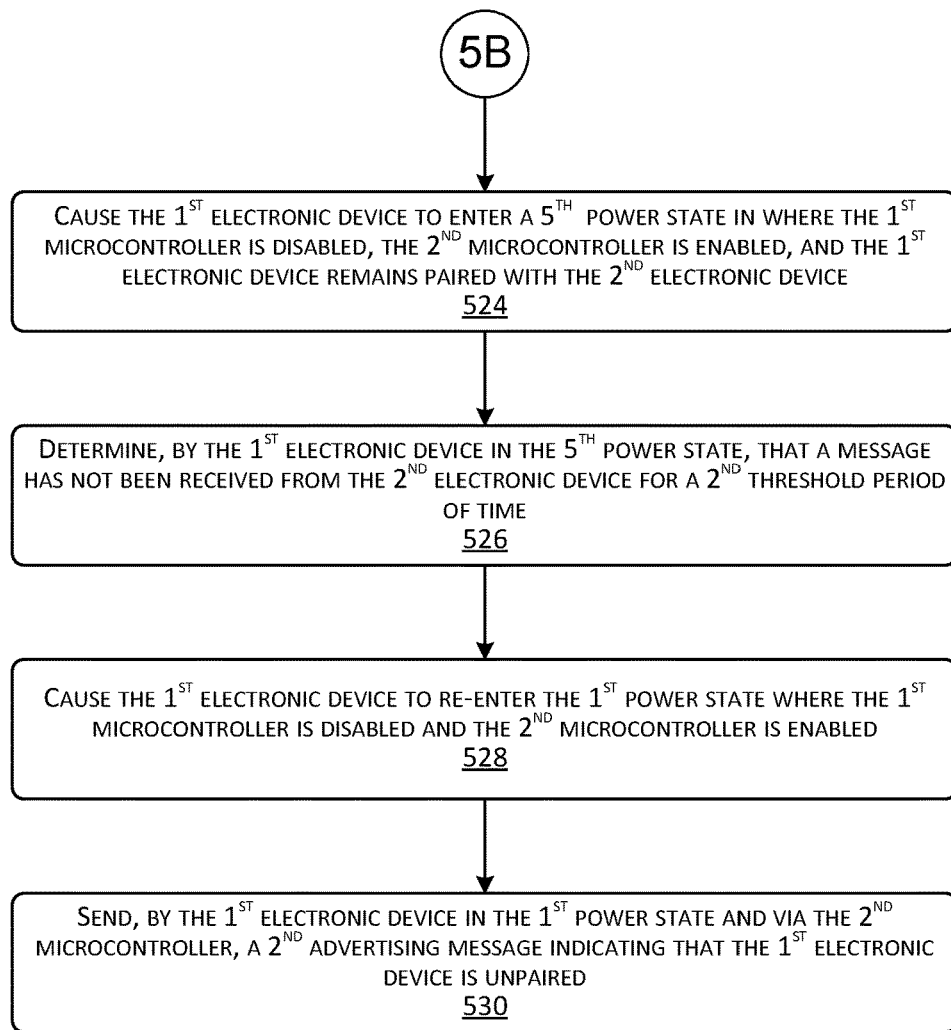 5B
CAUSE THE 1ST ELECTRONIC DEVICE TO ENTER A 5TH POWER STATE IN WHERE THE 1ST
MICROCONTROLLER IS DISABLED, THE 2ND MICROCONTROLLER IS ENABLED, AND THE 1ST
ELECTRONIC DEVICE REMAINS PAIRED WITH THE 2ND ELECTRONIC DEVICE
524
DETERMINE, BY THE 1ST ELECTRONIC DEVICE IN THE 5TH POWER STATE, THAT A MESSAGE
HAS NOT BEEN RECEIVED FROM THE 2ND ELECTRONIC DEVICE FOR A 2ND THRESHOLD PERIOD
OF TIME
526
CAUSE THE 1ST ELECTRONIC DEVICE TO RE-ENTER THE 1ST POWER STATE WHERE THE 1ST
MICROCONTROLLER IS DISABLED AND THE 2ND MICROCONTROLLER IS ENABLED
528
SEND, BY THE 1ST ELECTRONIC DEVICE IN THE 1ST POWER STATE AND VIA THE 2ND
MICROCONTROLLER, A 2ND ADVERTISING MESSAGE INDICATING THAT THE 1ST ELECTRONIC
DEVICE IS UNPAIRED
530